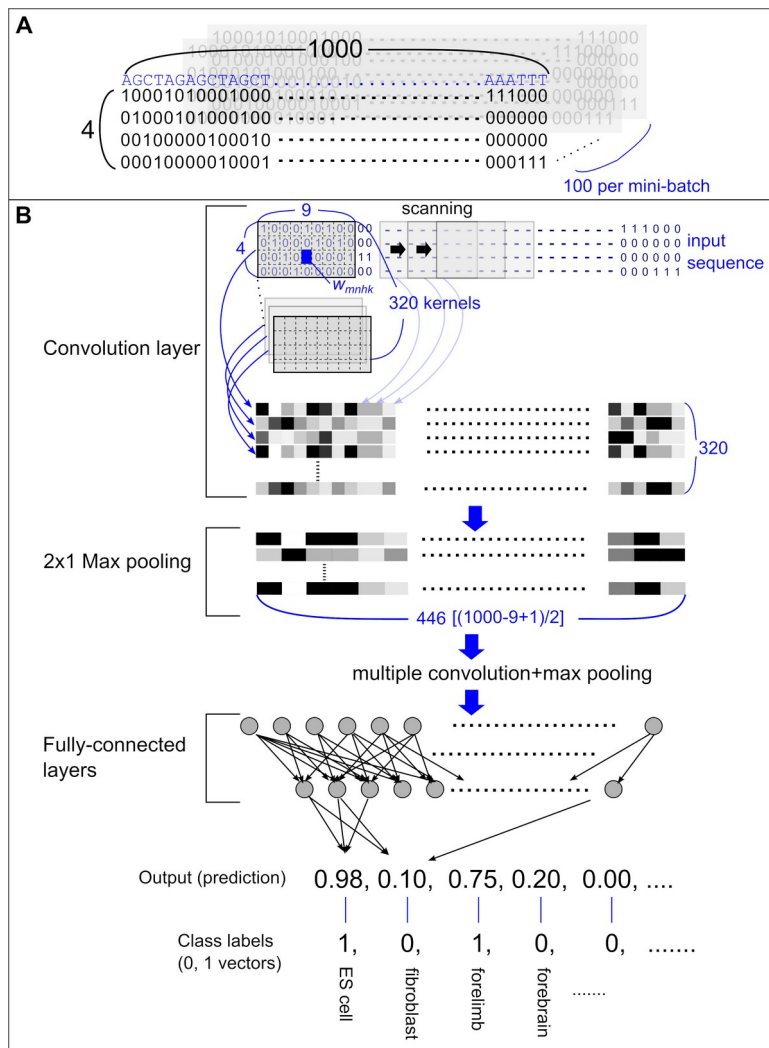 A
1000
AGCTAGAGCTAGCT AAATTT
10001010001000 111000
01000101000100 000000
00100000100010 000000
00010000010001 000111
4
100 per mini-batch
B
9
scanning
4
111000
000000
000000
000111
input
sequence
wmnhk
320 kernels
Convolution layer
320
2x1 Max pooling
446 [(1000-9+1)/2]
multiple convolution+max pooling
Fully-connected
layers
Output (prediction) 0.98, 0.10, 0.75, 0.20, 0.00, ....
Class labels
(0, 1 vectors)
1, 0, 1, 0, 0, .......
ES cell
fibroblast
forelimb
forebrain
.......